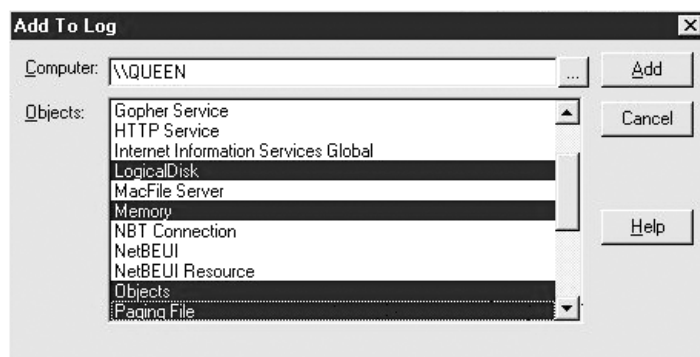 Add To Log
Computer: \\QUEEN ... Add
Objects: Gopher Service Cancel
HTTP Service
Internet Information Services Global
LogicalDisk
MacFile Server
Memory
NBT Connection Help
NetBEUI
NetBEUI Resource
Objects
Paging File